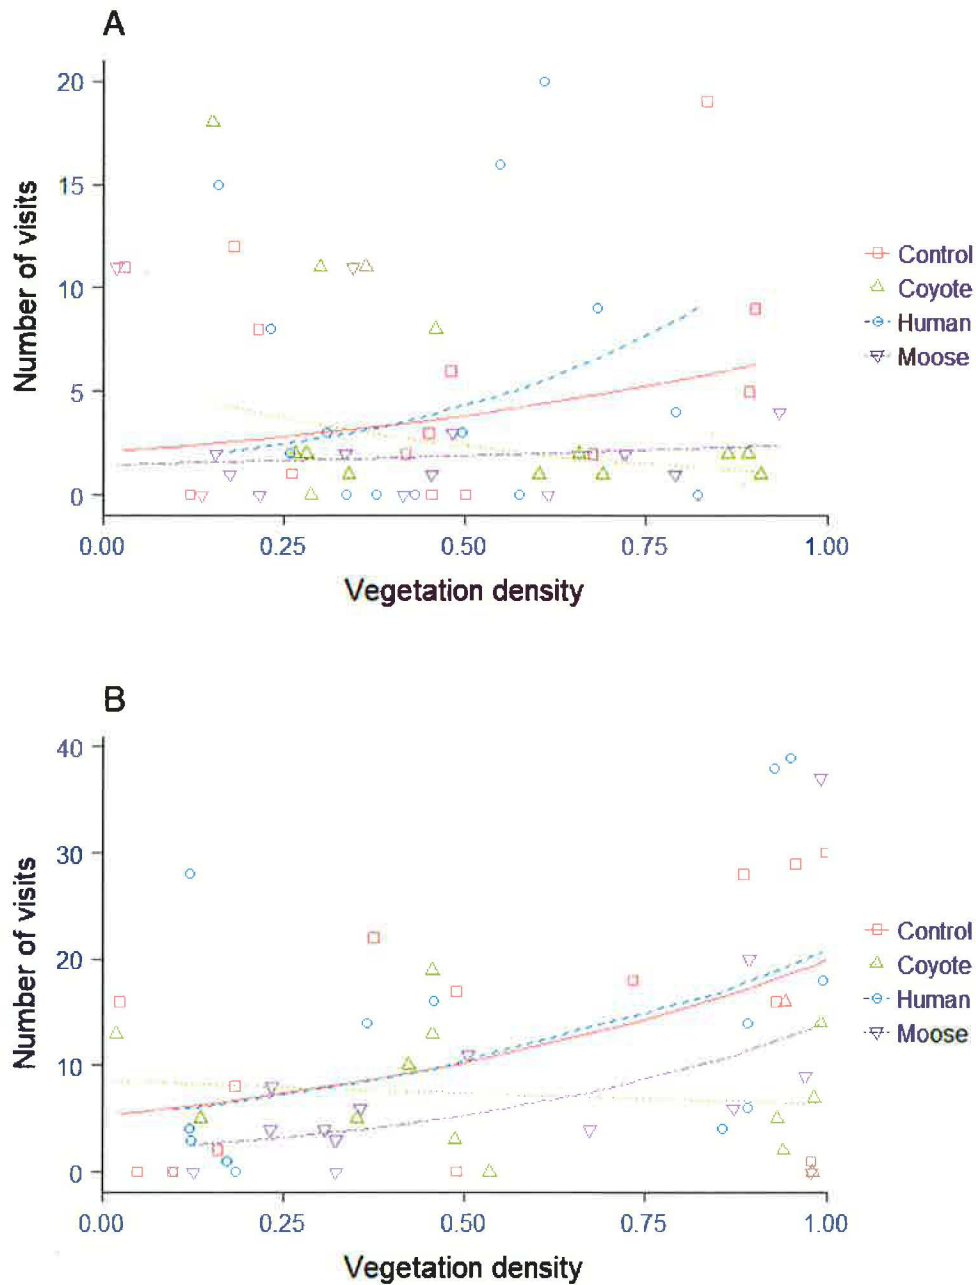 A
20
15
10
5
0
Number of visits
0.00 0.25 0.50 0.75 1.00
Vegetation density
Control
Coyote
Human
Moose
B
40
30
20
10
0
Number of visits
0.00 0.25 0.50 0.75 1.00
Vegetation density
Control
Coyote
Human
Moose